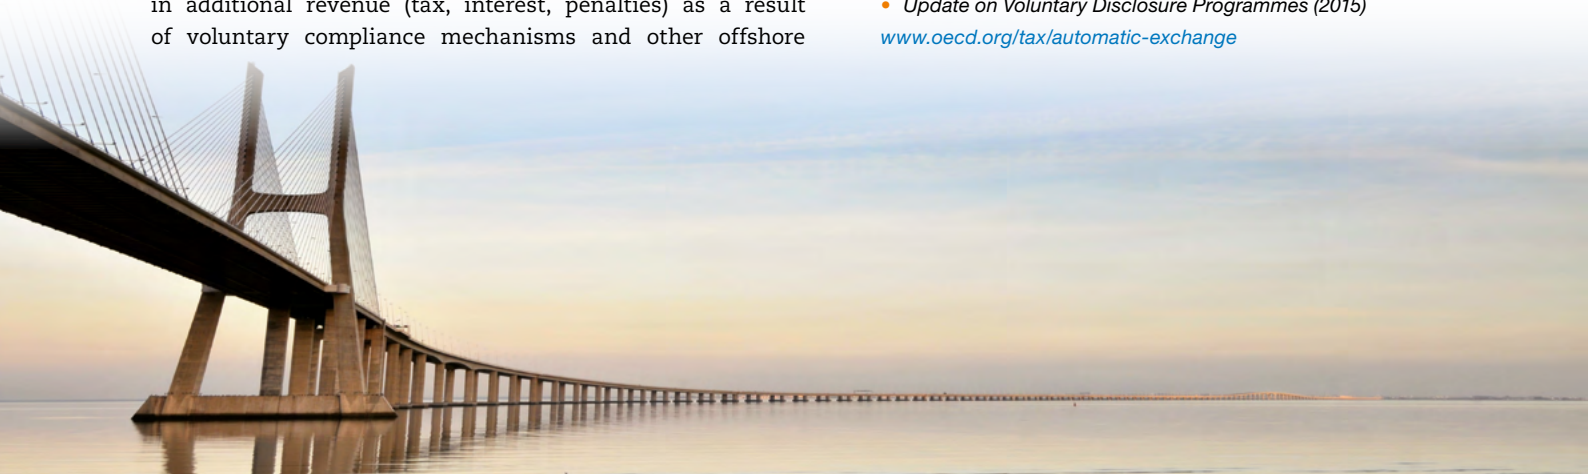 in additional revenue (tax, interest, penalties) as a result
of voluntary compliance mechanisms and other offshore
• Update on Voluntary Disclosure Programmes (2015)
www.oecd.org/tax/automatic-exchange